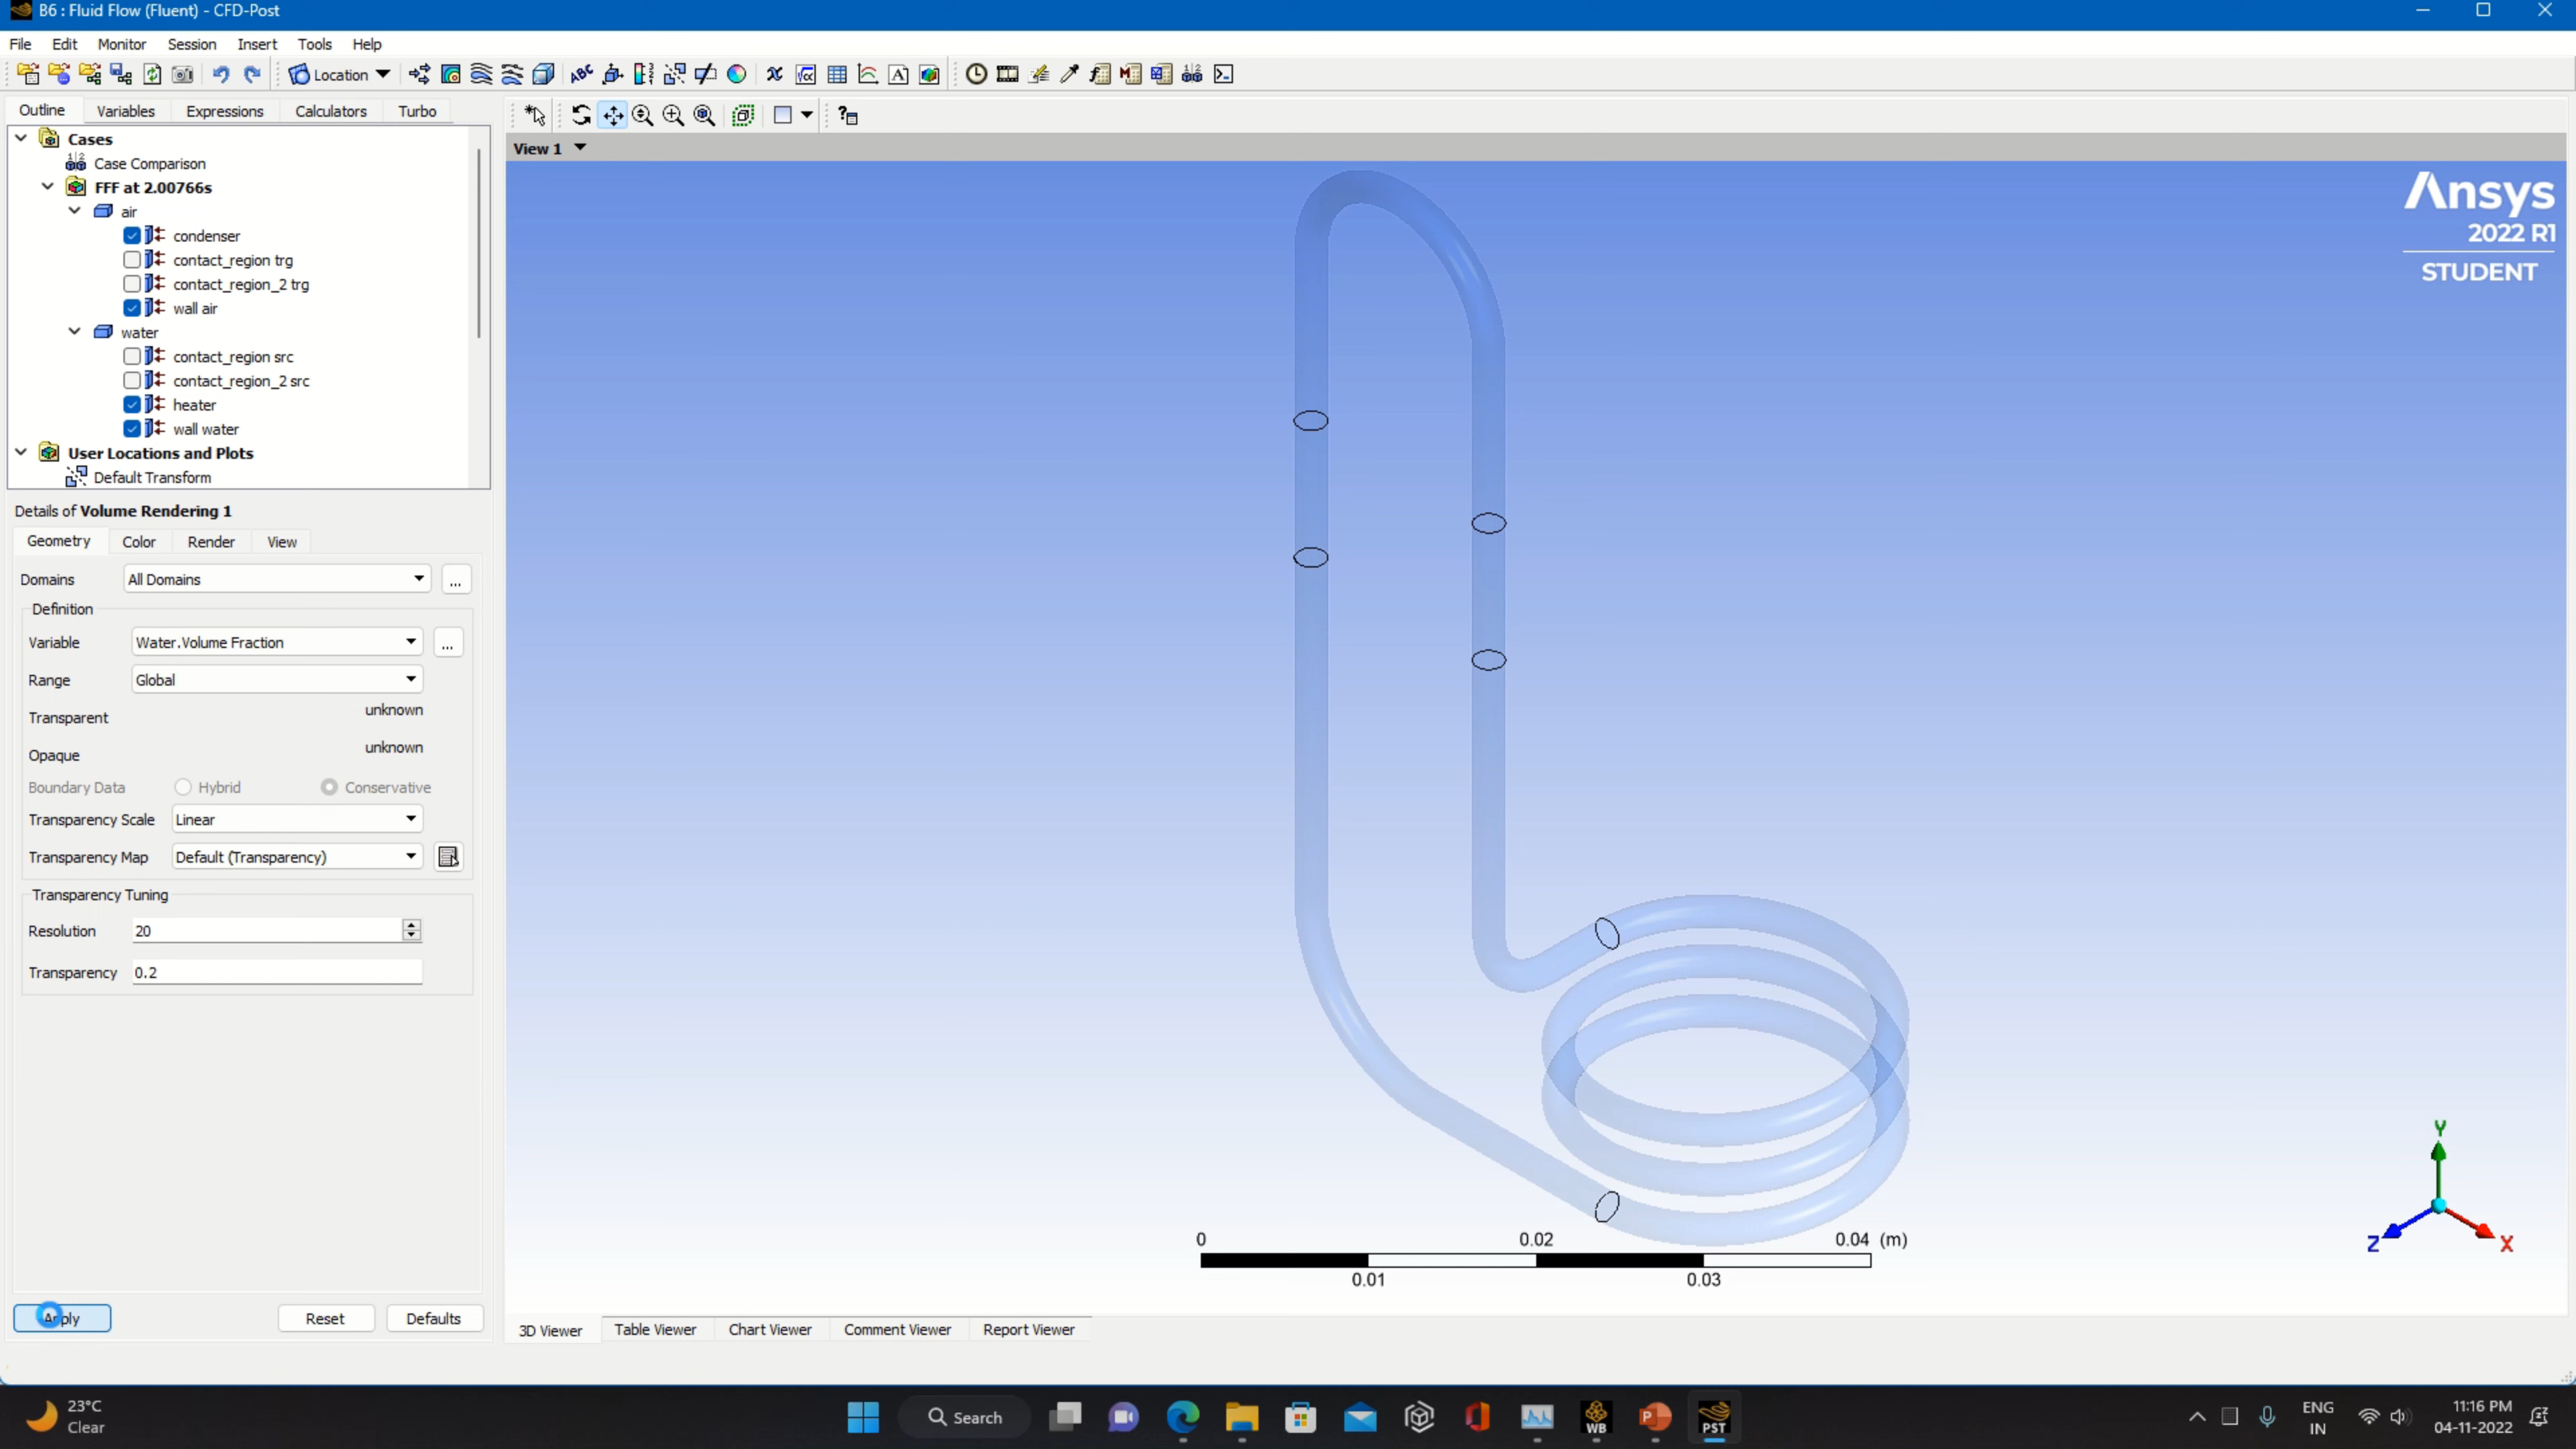 B6 : Fluid Flow (Fluent) - CFD-Post
File Edit Monitor Session Insert Tools Help
Location
Outline Variables Expressions Calculators Turbo
Cases
Case Comparison
FFF at 2.00766s
air
condenser
contact_region trg
contact_region_2 trg
wall air
water
contact_region src
contact_region_2 src
heater
wall water
User Locations and Plots
Default Transform
Details of Volume Rendering 1
Geometry Color Render View
Domains All Domains ...
Definition
Variable Water.Volume Fraction ...
Range Global
Transparent unknown
Opaque unknown
Boundary Data Hybrid Conservative
Transparency Scale Linear
Transparency Map Default (Transparency)
Transparency Tuning
Resolution 20
Transparency 0.2
Apply Reset Defaults
View 1
Ansys
2022 R1
STUDENT
0 0.02 0.04 (m)
0.01 0.03
Y
Z X
3D Viewer Table Viewer Chart Viewer Comment Viewer Report Viewer
23°C
Clear
Search
WB
P
PST
ENG
IN
11:16 PM
04-11-2022